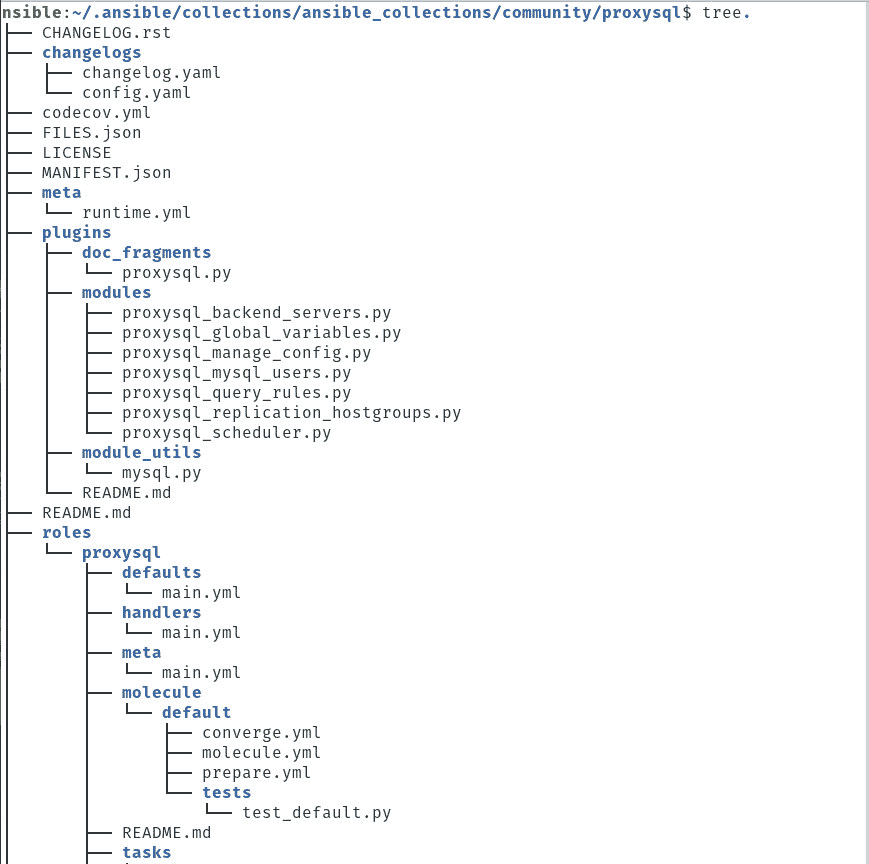 nsible:~/.ansible/collections/ansible_collections/community/proxysql$ tree.
├── CHANGELOG.rst
├── changelogs
│   ├── changelog.yaml
│   └── config.yaml
├── codecov.yml
├── FILES.json
├── LICENSE
├── MANIFEST.json
├── meta
│   └── runtime.yml
├── plugins
│   ├── doc_fragments
│   │   └── proxysql.py
│   ├── modules
│   │   ├── proxysql_backend_servers.py
│   │   ├── proxysql_global_variables.py
│   │   ├── proxysql_manage_config.py
│   │   ├── proxysql_mysql_users.py
│   │   ├── proxysql_query_rules.py
│   │   ├── proxysql_replication_hostgroups.py
│   │   └── proxysql_scheduler.py
│   ├── module_utils
│   │   └── mysql.py
│   └── README.md
├── README.md
├── roles
│   └── proxysql
│       ├── defaults
│       │   └── main.yml
│       ├── handlers
│       │   └── main.yml
│       ├── meta
│       │   └── main.yml
│       ├── molecule
│       │   └── default
│       │       ├── converge.yml
│       │       ├── molecule.yml
│       │       ├── prepare.yml
│       │       └── tests
│       │           └── test_default.py
│       ├── README.md
│       ├── tasks